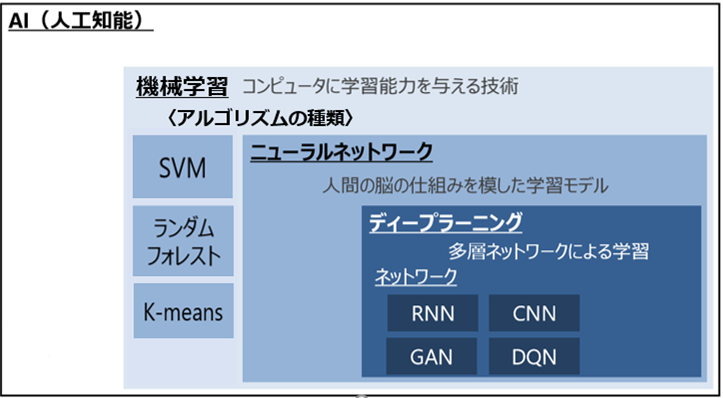 AI（人工知能）
機械学習 コンピュータに学習能力を与える技術
〈アルゴリズムの種類〉
SVM
ランダム
フォレスト
K-means
ニューラルネットワーク
人間の脳の仕組みを模した学習モデル
ディープラーニング
多層ネットワークによる学習
ネットワーク
RNN
CNN
GAN
DQN